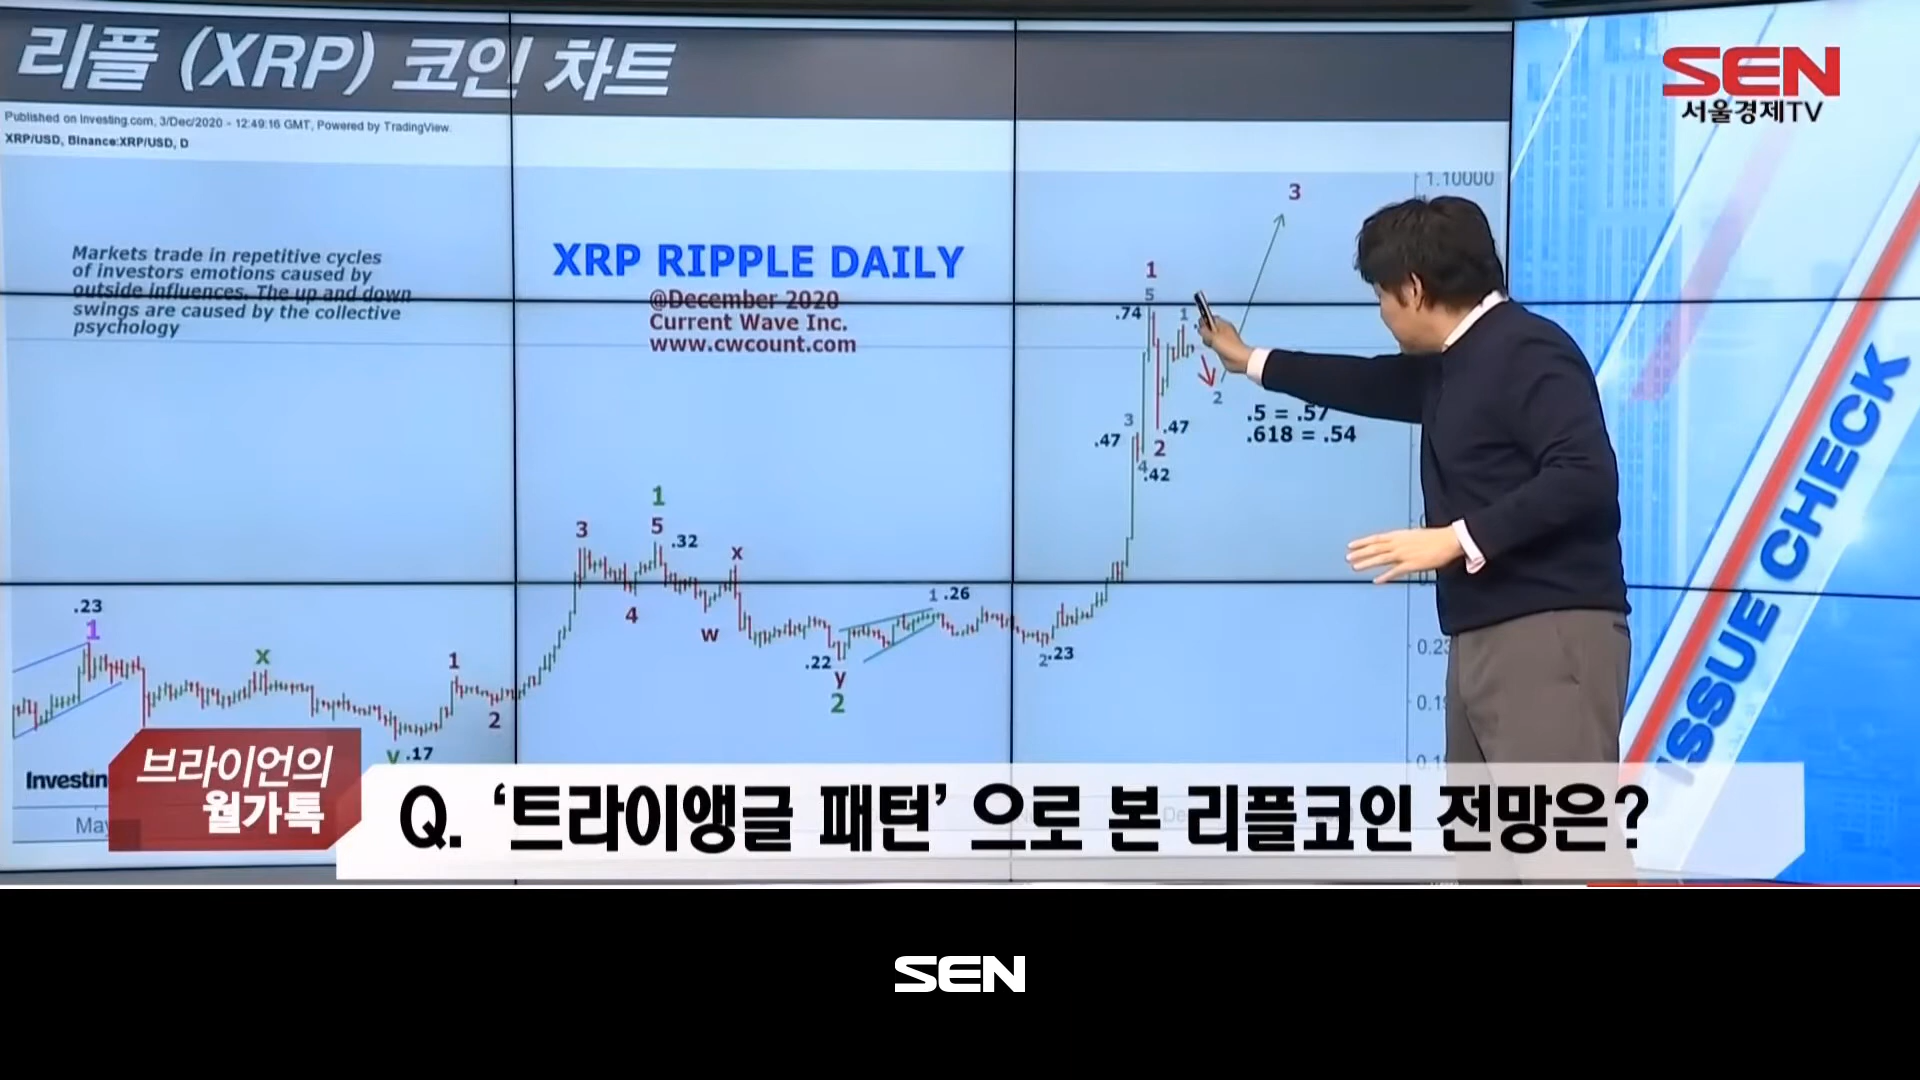 리플 (XRP) 코인 차트
SEN
서울경제TV
Published on Investing.com, 3/Dec/2020 - 12:49:16 GMT, Powered by TradingView.
XRP/USD, Binance:XRP/USD, D
1.10000
3
Markets trade in repetitive cycles
of investors emotions caused by
outside influences. The up and down
swings are caused by the collective
psychology
XRP RIPPLE DAILY
@December 2020
Current Wave Inc.
www.cwcount.com
1
5
.74
1
2
.5 = .57
.618 = .54
3
.47
.47
2
4
.42
1
3
5
.32
x
4
w
.23
1
x
1
2
v
.17
1 .26
.22
y
2
2
.23
0.23
0.19
0.1
ISSUE CHECK
Investin
May
브라이언의
월가톡
Q. ‘트라이앵글 패턴’ 으로 본 리플코인 전망은?
SEN